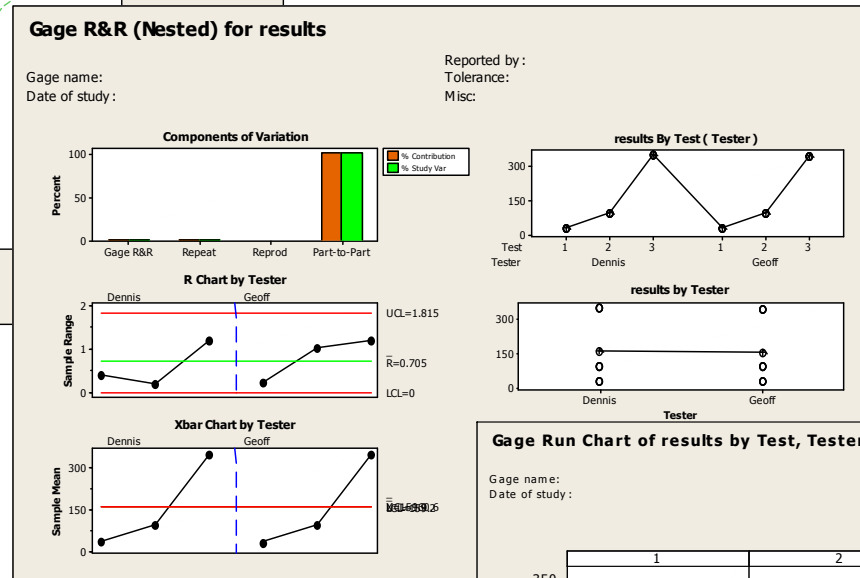 Gage R&R (Nested) for results
Reported by:
Gage name:
Tolerance:
Date of study:
Misc:
Components of Variation
100
50
0
Percent
Gage R&R Repeat Reprod Part-to-Part
% Contribution
% Study Var
results By Test ( Tester )
300
150
0
Test 1 2 3 1 2 3
Tester Dennis Geoff
R Chart by Tester
Dennis Geoff
2
1
0
Sample Range
UCL=1.815
R=0.705
LCL=0
results by Tester
300
150
0
Dennis Geoff
Tester
Xbar Chart by Tester
Dennis Geoff
300
150
0
Sample Mean
Gage Run Chart of results by Test, Tester
Gage name:
Date of study:
1 2
350